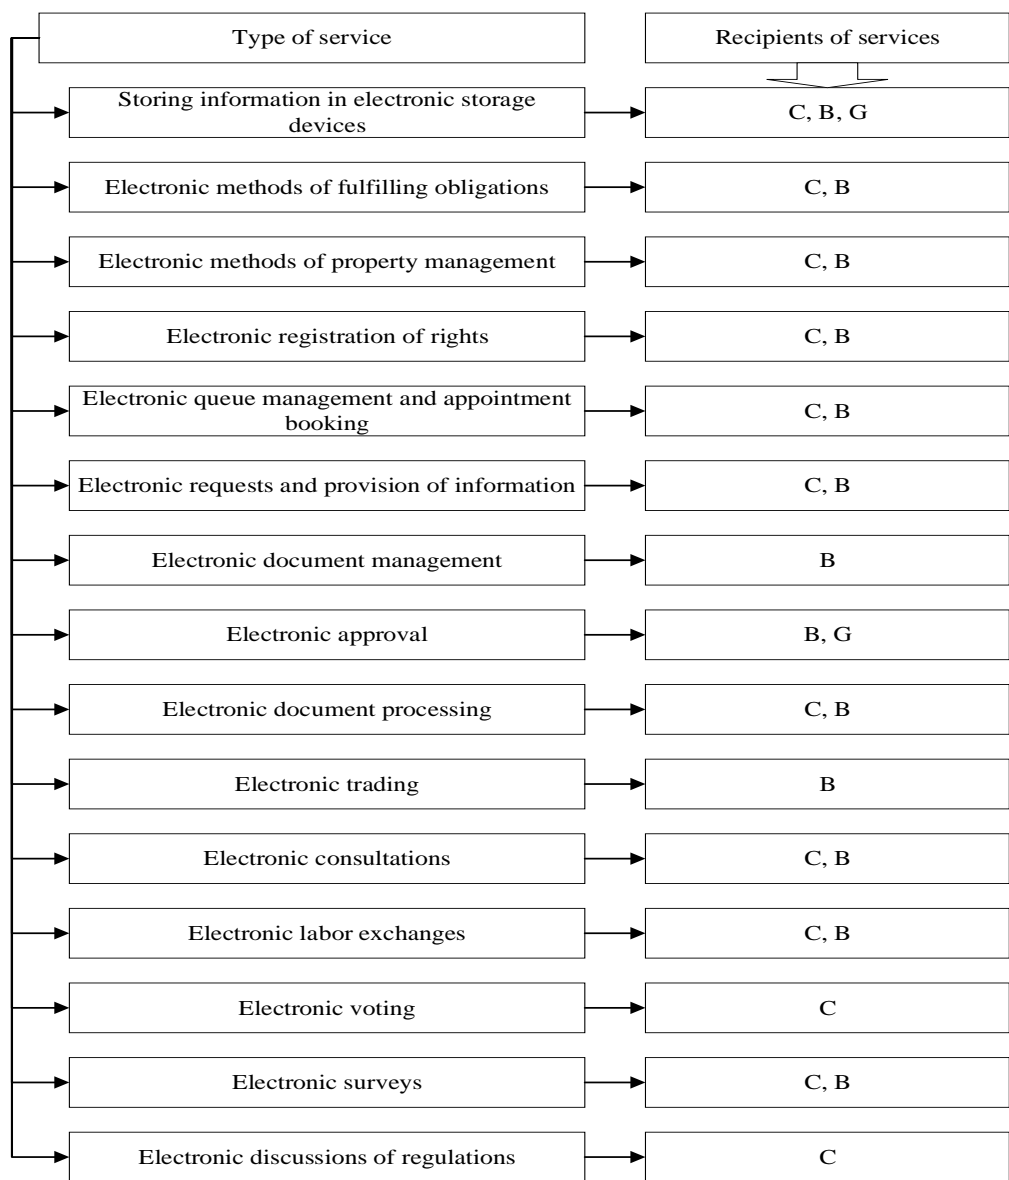 Type of service
Recipients of services
Storing information in electronic storage
devices
C, B, G
Electronic methods of fulfilling obligations
C, B
Electronic methods of property management
C, B
Electronic registration of rights
C, B
Electronic queue management and appointment
booking
C, B
Electronic requests and provision of information
C, B
Electronic document management
B
Electronic approval
B, G
Electronic document processing
C, B
Electronic trading
B
Electronic consultations
C, B
Electronic labor exchanges
C, B
Electronic voting
C
Electronic surveys
C, B
Electronic discussions of regulations
C